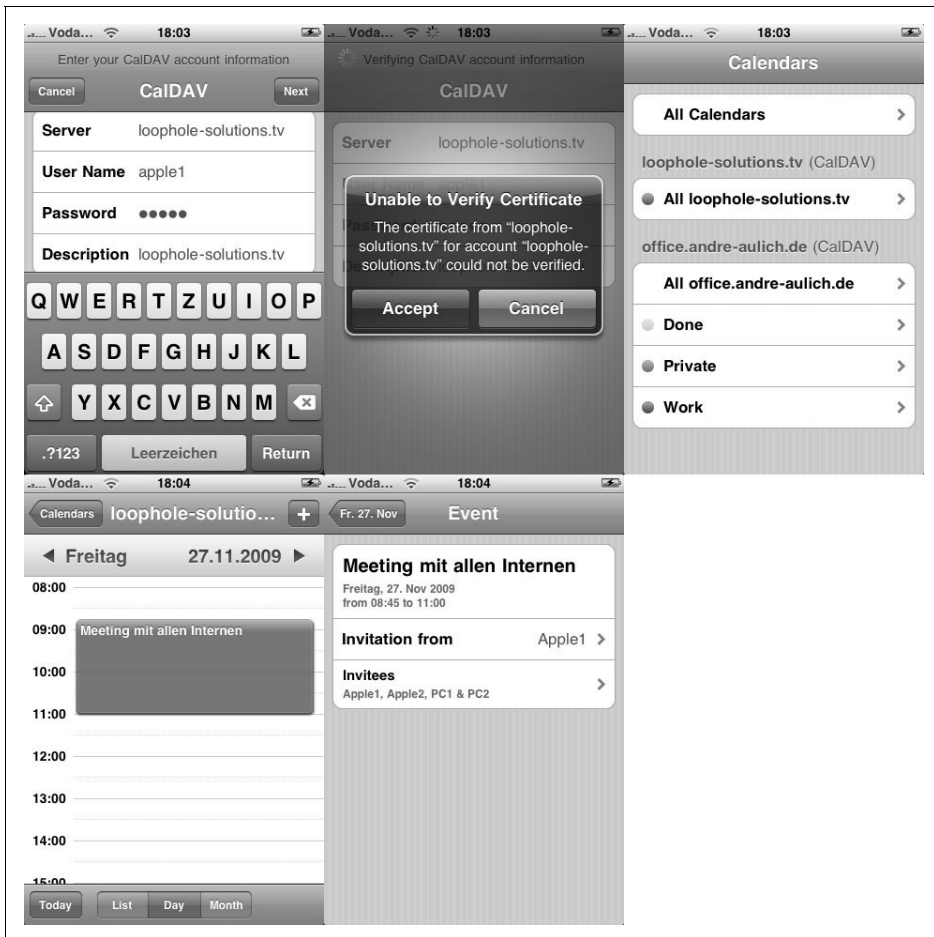 Voda... 18:03
Enter your CalDAV account information
Cancel CalDAV Next
Server loophole-solutions.tv
User Name apple1
Password ●●●●●
Description loophole-solutions.tv
Q W E R T Z U I O P
A S D F G H J K L
Y X C V B N M
.?123 Leerzeichen Return
Voda... 18:03
Verifying CalDAV account information
CalDAV
Server loophole-solutions.tv
User Name apple1
Unable to Verify Certificate
The certificate from “loophole-
solutions.tv” for account “loophole-
solutions.tv” could not be verified.
Accept Cancel
Voda... 18:03
Calendars
All Calendars
loophole-solutions.tv (CalDAV)
All loophole-solutions.tv
office.andre-aulich.de (CalDAV)
All office.andre-aulich.de
Done
Private
Work
Voda... 18:04
Calendars loophole-solutio... +
Freitag 27.11.2009
08:00
09:00 Meeting mit allen Internen
10:00
11:00
12:00
13:00
14:00
15:00
Today List Day Month
Voda... 18:04
Fr. 27. Nov Event
Meeting mit allen Internen
Freitag, 27. Nov 2009
from 08:45 to 11:00
Invitation from Apple1
Invitees
Apple1, Apple2, PC1 & PC2